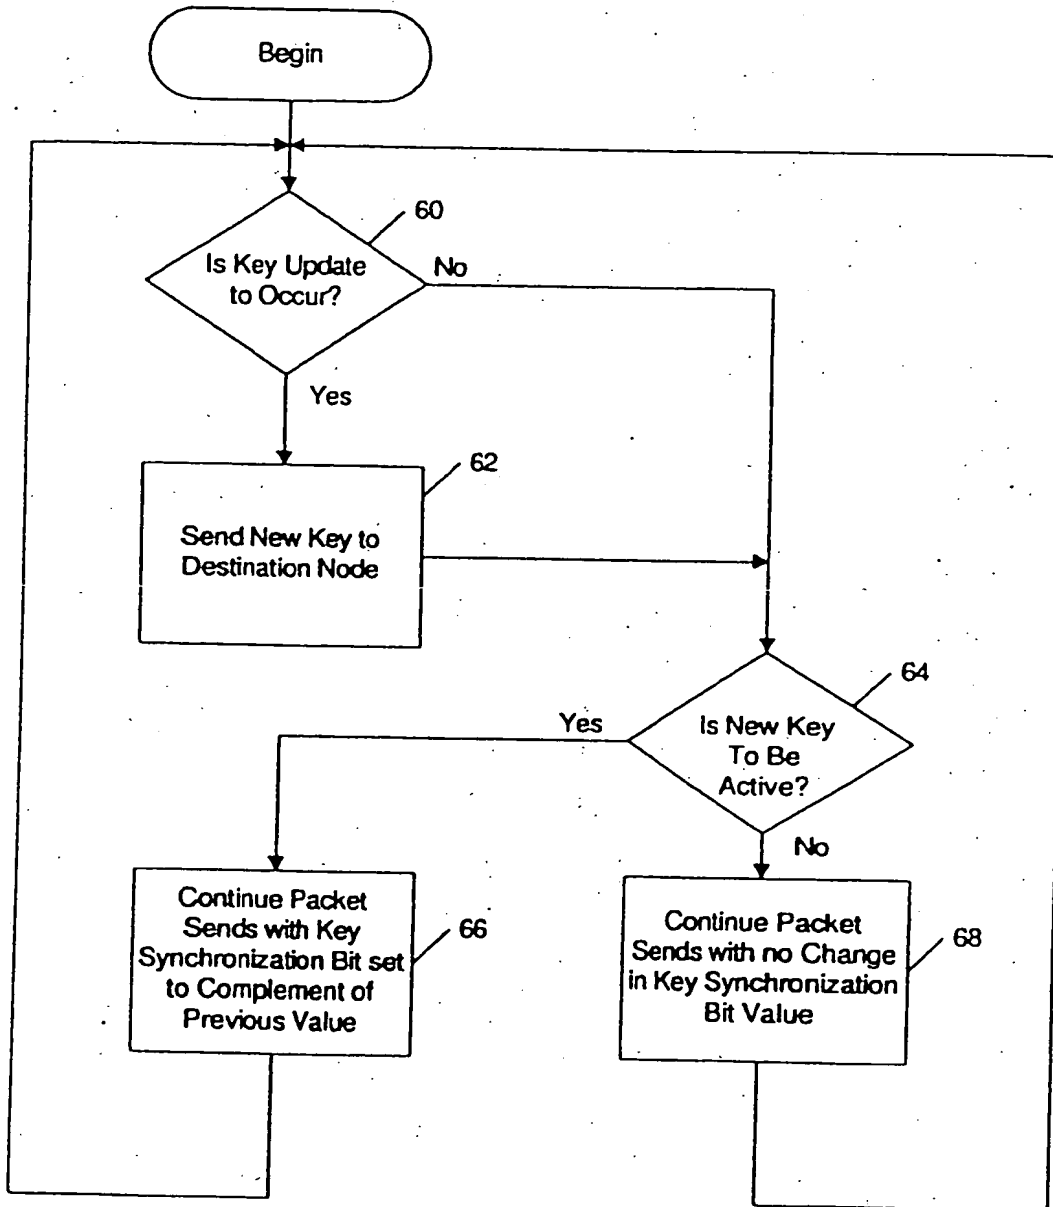 Begin
60
Is Key Update
to Occur?
No
Yes
62
Send New Key to
Destination Node
64
Yes
Is New Key
To Be
Active?
No
Continue Packet
Sends with Key
Synchronization Bit set
to Complement of
Previous Value
66
Continue Packet
Sends with no Change
in Key Synchronization
Bit Value
68